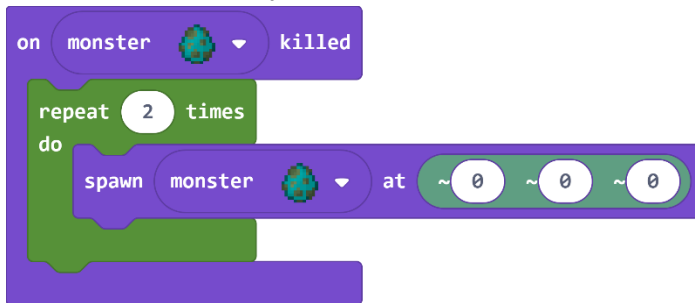 on monster killed
repeat 2 times
do
spawn monster at ~ 0 ~ 0 ~ 0